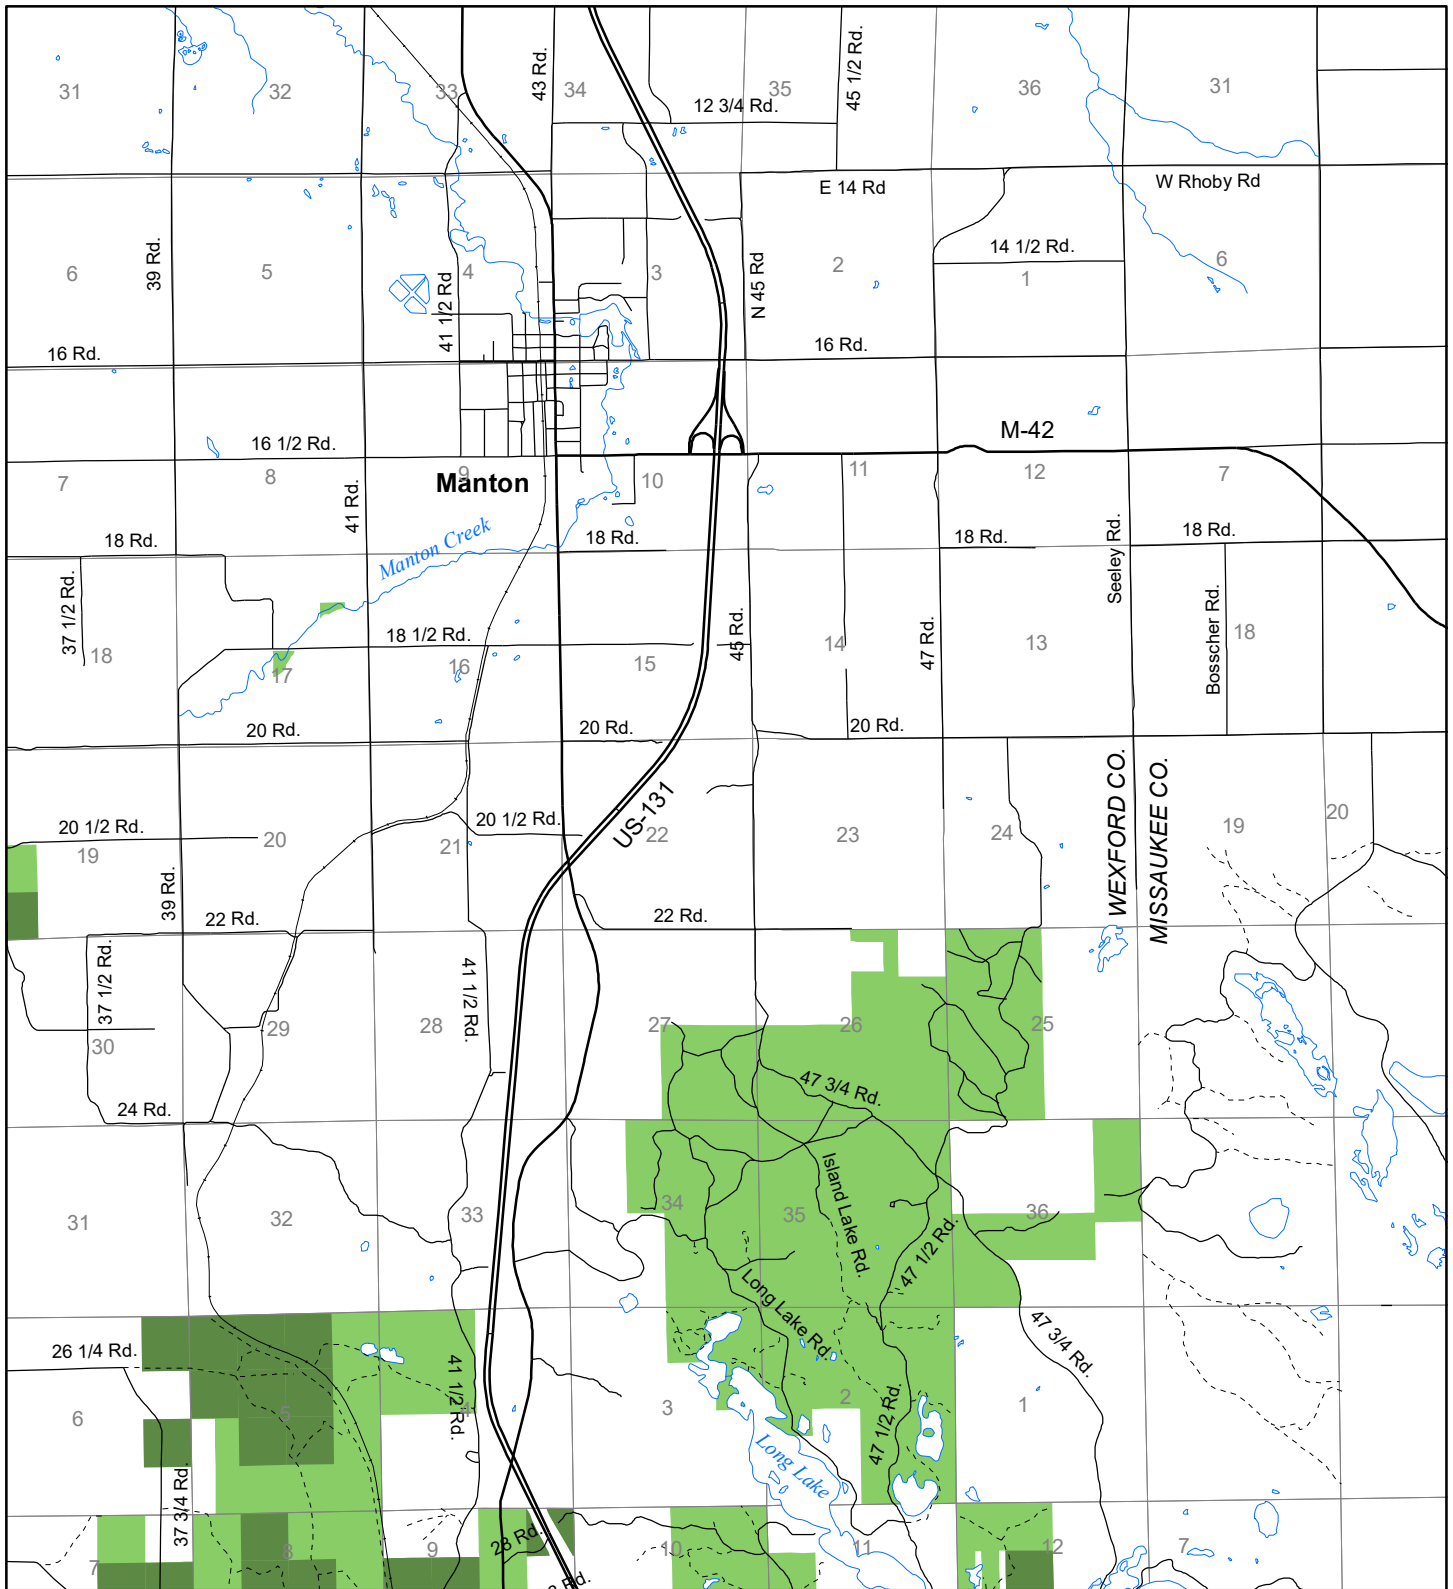 31
32
33
43 Rd.
34
35
12 3/4 Rd.
45 1/2 Rd.
36
31
E 14 Rd
W Rhoby Rd
39 Rd.
6
5
4
41 1/2 Rd
3
N 45 Rd
2
14 1/2 Rd.
1
6
16 Rd.
16 Rd.
M-42
16 1/2 Rd.
7
8
9
Manton
10
11
12
7
41 Rd.
Manton Creek
18 Rd.
18 Rd.
18 Rd.
18 Rd.
Seeley Rd.
37 1/2 Rd.
18
17
18 1/2 Rd.
16
15
45 Rd.
14
47 Rd.
13
Bosscher Rd.
18
20 Rd.
20 Rd.
20 Rd.
US-131
WEXFORD CO.
MISSAUKEE CO.
20 1/2 Rd.
19
20
20 1/2 Rd.
21
22
23
24
19
20
39 Rd.
22 Rd.
22 Rd.
37 1/2 Rd.
41 1/2 Rd.
30
29
28
27
26
25
47 3/4 Rd.
24 Rd.
31
32
33
34
35
36
Island Lake Rd.
47 1/2 Rd.
Long Lake Rd.
47 3/4 Rd.
26 1/4 Rd.
41 1/2 Rd.
6
5
4
3
2
1
47 1/2 Rd.
Long Lake
37 3/4 Rd.
28 Rd.
7
8
9
10
11
12
7
Rd.